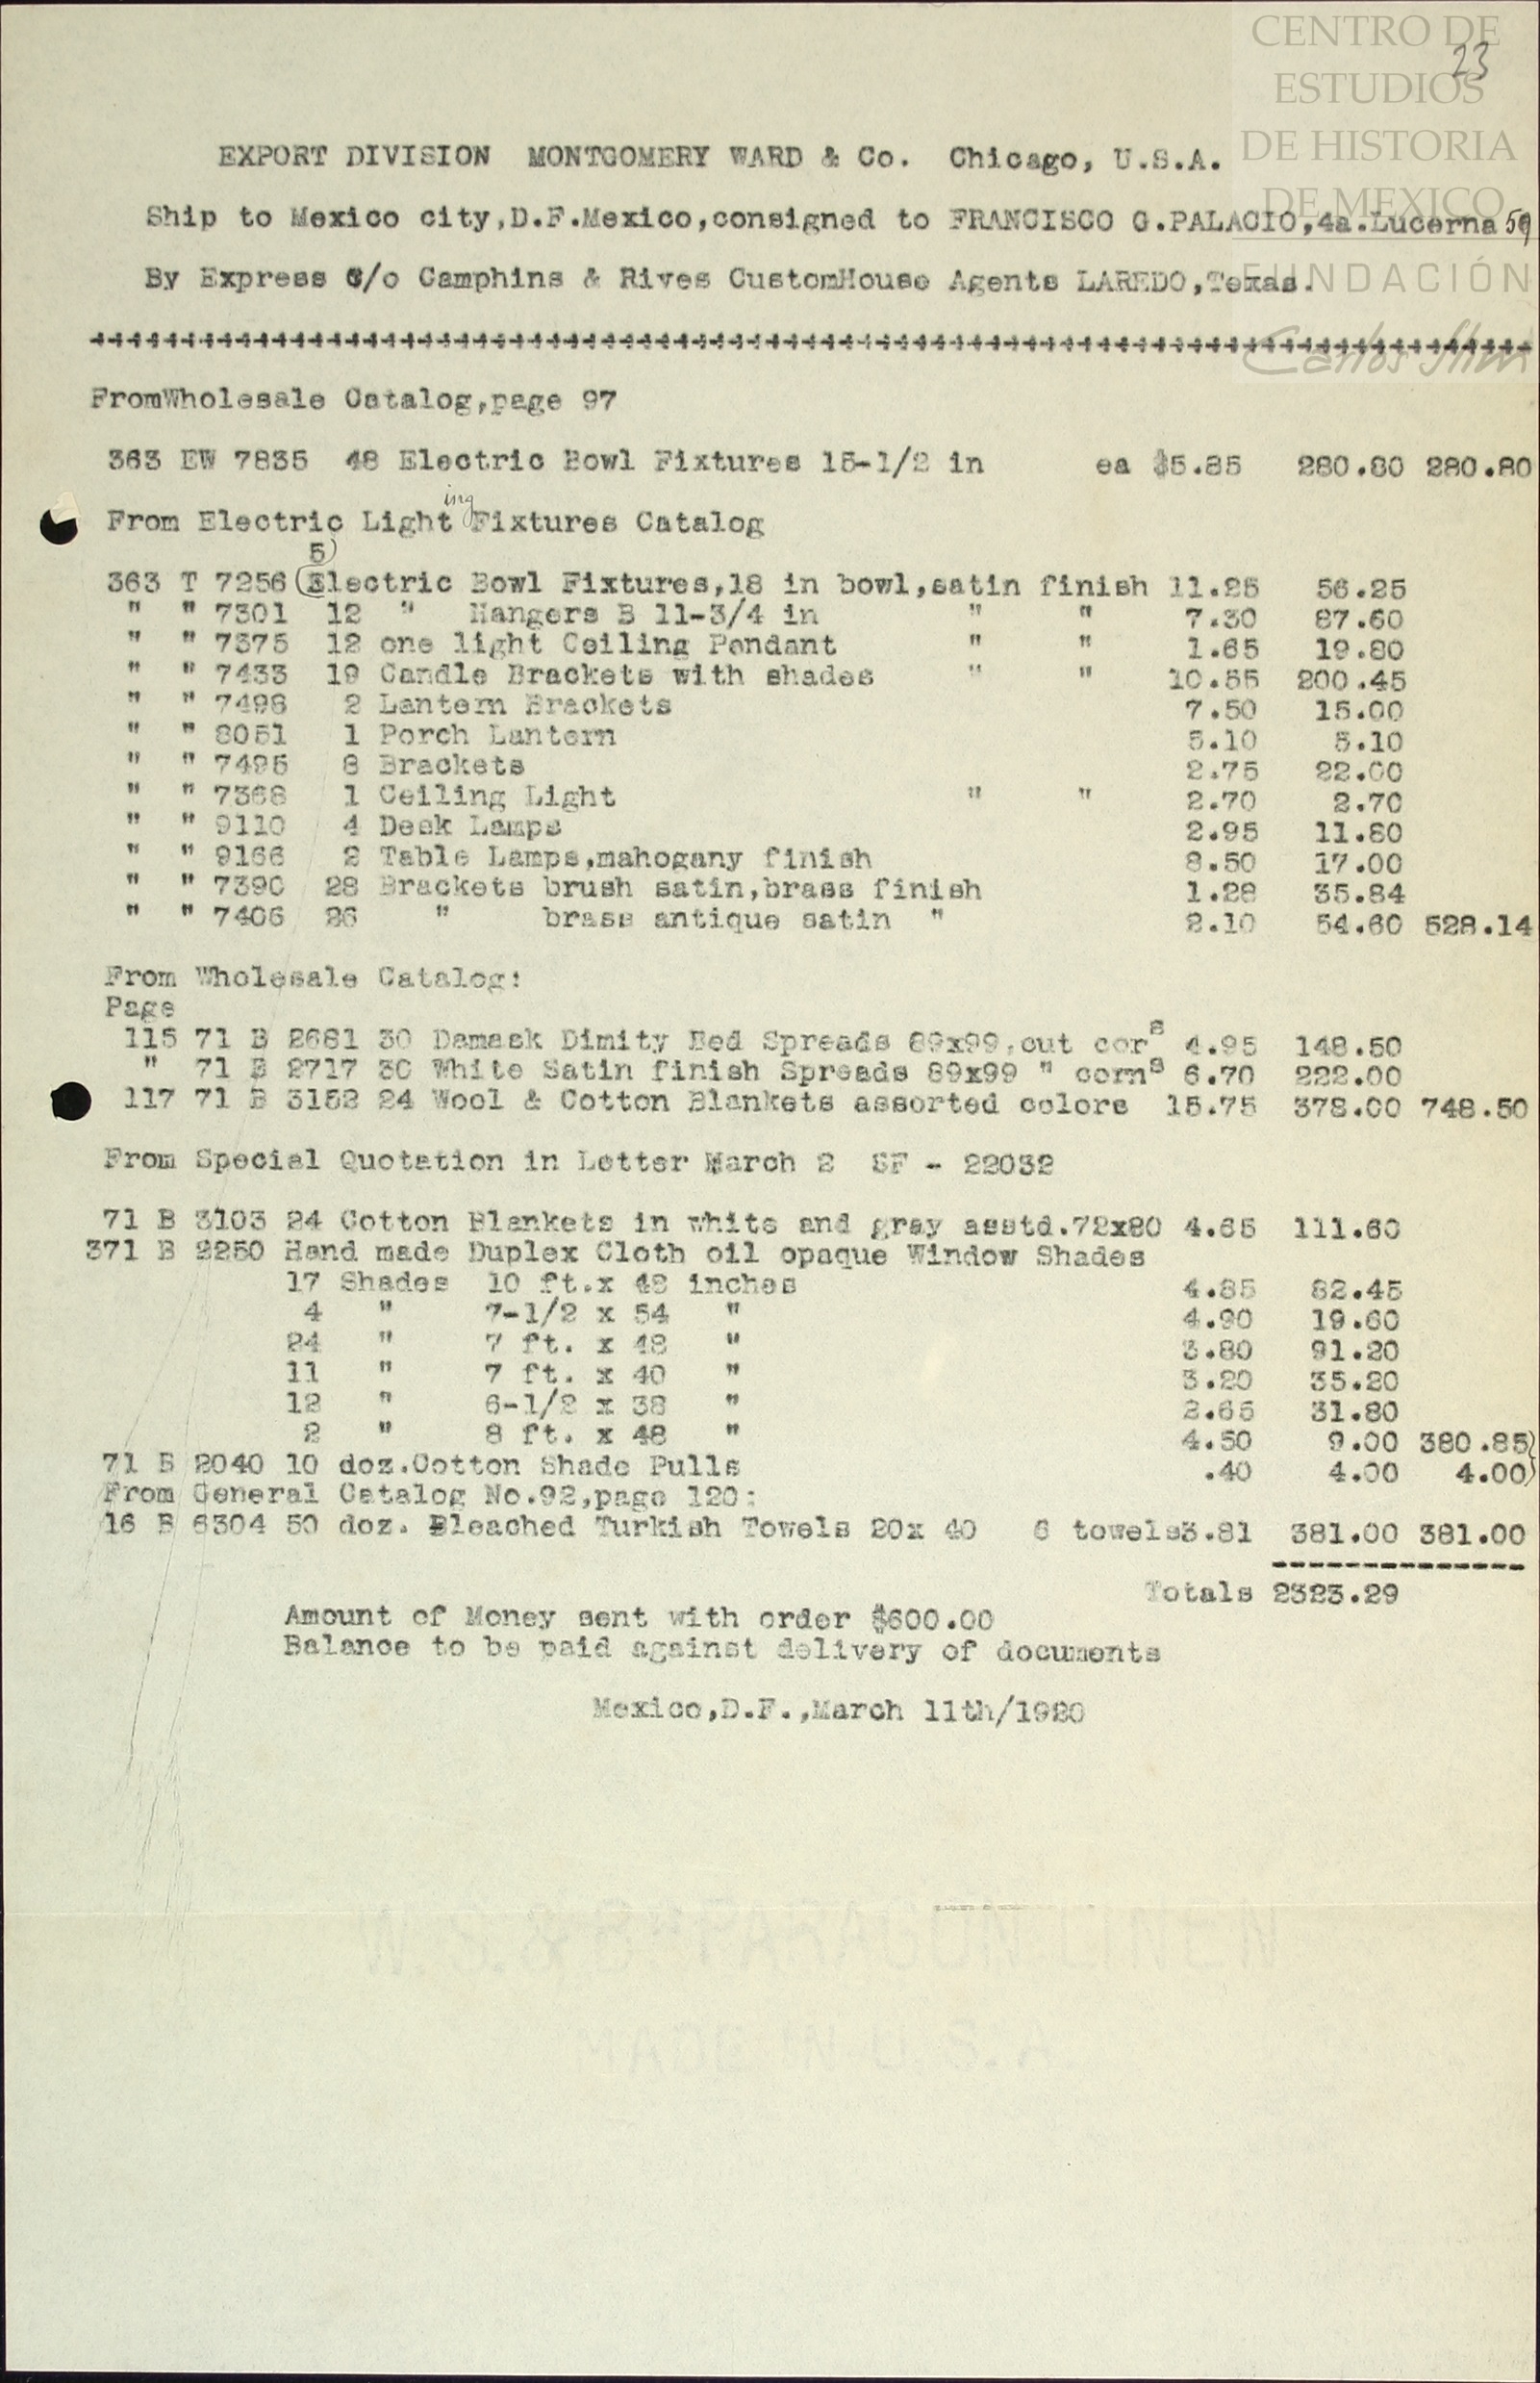 CENTRO DE
23
ESTUDIOS
DE HISTORIA
DE MEXICO
FUNDACIÓN
Carlos Slim
EXPORT DIVISION MONTGOMERY WARD & Co. Chicago, U.S.A.
Ship to Mexico city,D.F.Mexico,consigned to FRANCISCO G.PALACIO,4a.Lucerna 59
By Express C/o Camphins & Rives CustomHouse Agents LAREDO,Texas.
FromWholesale Catalog,page 97
363 EW 7835 48 Electric Bowl Fixtures 15-1/2 in ea $5.85 280.80 280.80
From Electric Lighting Fixtures Catalog
363 T 7256 5) Electric Bowl Fixtures,18 in bowl,satin finish 11.25 56.25
" " 7301 12 " Hangers B 11-3/4 in " " 7.30 87.60
" " 7375 12 one light Ceiling Pendant " " 1.65 19.80
" " 7433 19 Candle Brackets with shades " " 10.55 200.45
" " 7498 2 Lantern Brackets 7.50 15.00
" " 8051 1 Porch Lantern 5.10 5.10
" " 7495 8 Brackets 2.75 22.00
" " 7368 1 Ceiling Light " " 2.70 2.70
" " 9110 4 Desk Lamps 2.95 11.80
" " 9166 2 Table Lamps,mahogany finish 8.50 17.00
" " 7390 28 Brackets brush satin,brass finish 1.28 35.84
" " 7406 26 " brass antique satin " 2.10 54.60 528.14
From Wholesale Catalog:
Page
115 71 B 2681 30 Damask Dimity Bed Spreads 89x99,cut cors 4.95 148.50
" 71 B 2717 30 White Satin finish Spreads 89x99 " corns 6.70 222.00
117 71 B 3152 24 Wool & Cotton Blankets assorted colors 15.75 378.00 748.50
From Special Quotation in Letter March 2 SF - 22032
71 B 3103 24 Cotton Blankets in white and gray asstd.72x80 4.65 111.60
371 B 2250 Hand made Duplex Cloth oil opaque Window Shades
17 Shades 10 ft.x 48 inches 4.85 82.45
4 " 7-1/2 x 54 " 4.90 19.60
24 " 7 ft. x 48 " 3.80 91.20
11 " 7 ft. x 40 " 3.20 35.20
12 " 6-1/2 x 38 " 2.65 31.80
2 " 8 ft. x 48 " 4.50 9.00 380.85
71 B 2040 10 doz.Cotton Shade Pulls .40 4.00 4.00
From General Catalog No.92,page 120:
16 B 6304 50 doz. Bleached Turkish Towels 20x 40 6 towels3.81 381.00 381.00
Totals 2323.29
Amount of Money sent with order $600.00
Balance to be paid against delivery of documents
Mexico,D.F.,March 11th/1920